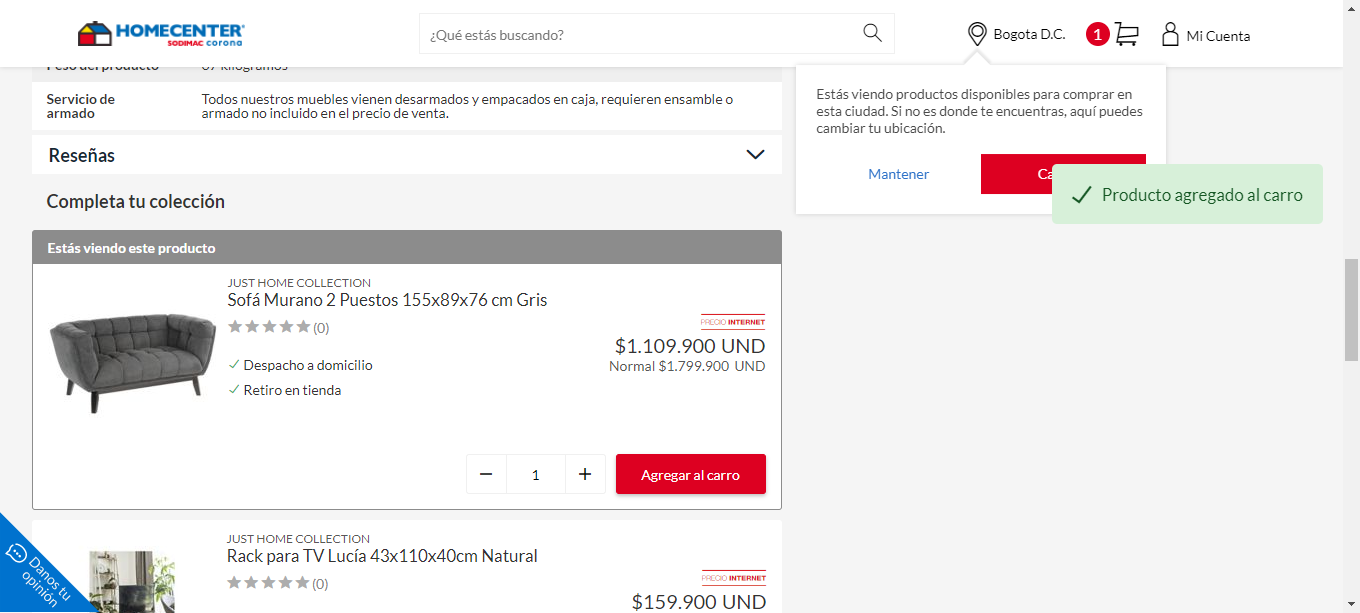 HOMECENTER
SODIMAC corona
¿Qué estás buscando?
Bogota D.C.
1
Mi Cuenta
Peso del producto
37 kilogramos
Servicio de armado
Todos nuestros muebles vienen desarmados y empacados en caja, requieren ensamble o
armado no incluido en el precio de venta.
Estás viendo productos disponibles para comprar en
esta ciudad. Si no es donde te encuentras, aquí puedes
cambiar tu ubicación.
Mantener
Producto agregado al carro
Reseñas
Completa tu colección
Estás viendo este producto
JUST HOME COLLECTION
Sofá Murano 2 Puestos 155x89x76 cm Gris
(0)
PRECIO INTERNET
$1.109.900 UND
Normal $1.799.900 UND
Despacho a domicilio
Retiro en tienda
1
Agregar al carro
JUST HOME COLLECTION
Rack para TV Lucía 43x110x40cm Natural
(0)
PRECIO INTERNET
$159.900 UND
Danos tu
opinión